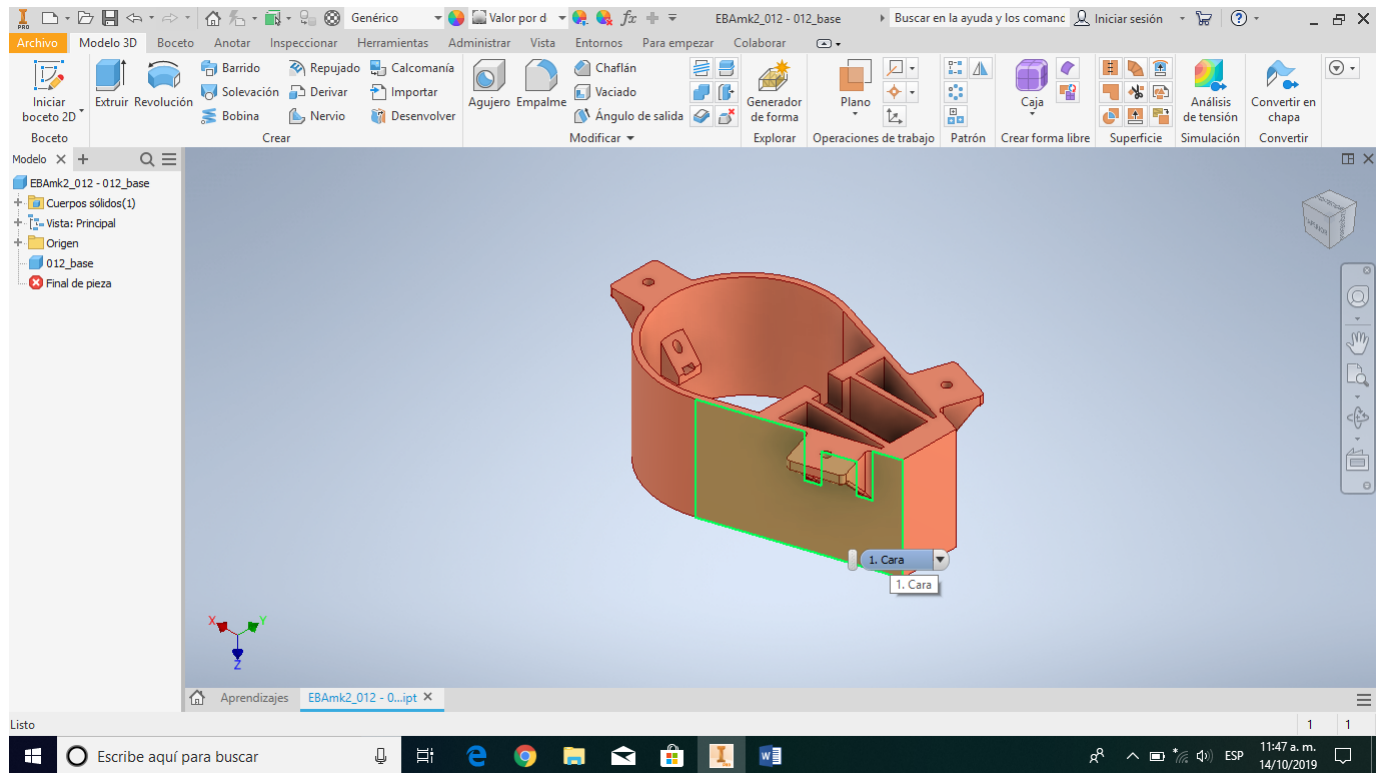 PRO
Genérico
Valor por d
fx
EBAmk2_012 - 012_base
Buscar en la ayuda y los comanc
Iniciar sesión
Archivo Modelo 3D Boceto Anotar Inspeccionar Herramientas Administrar Vista Entornos Para empezar Colaborar
Iniciar
boceto 2D
Extruir
Revolución
Barrido
Solevación
Bobina
Repujado
Derivar
Nervio
Calcomanía
Importar
Desenvolver
Agujero
Empalme
Chaflán
Vaciado
Ángulo de salida
Generador
de forma
Plano
Caja
Análisis
de tensión
Convertir en
chapa
Boceto
Crear
Modificar
Explorar
Operaciones de trabajo
Patrón
Crear forma libre
Superficie
Simulación
Convertir
Modelo
EBAmk2_012 - 012_base
Cuerpos sólidos(1)
Vista: Principal
Origen
012_base
Final de pieza
1. Cara
1. Cara
X
Y
Z
Aprendizajes
EBAmk2_012 - 0...ipt
Listo
1 1
Escribe aquí para buscar
ESP
11:47 a. m.
14/10/2019